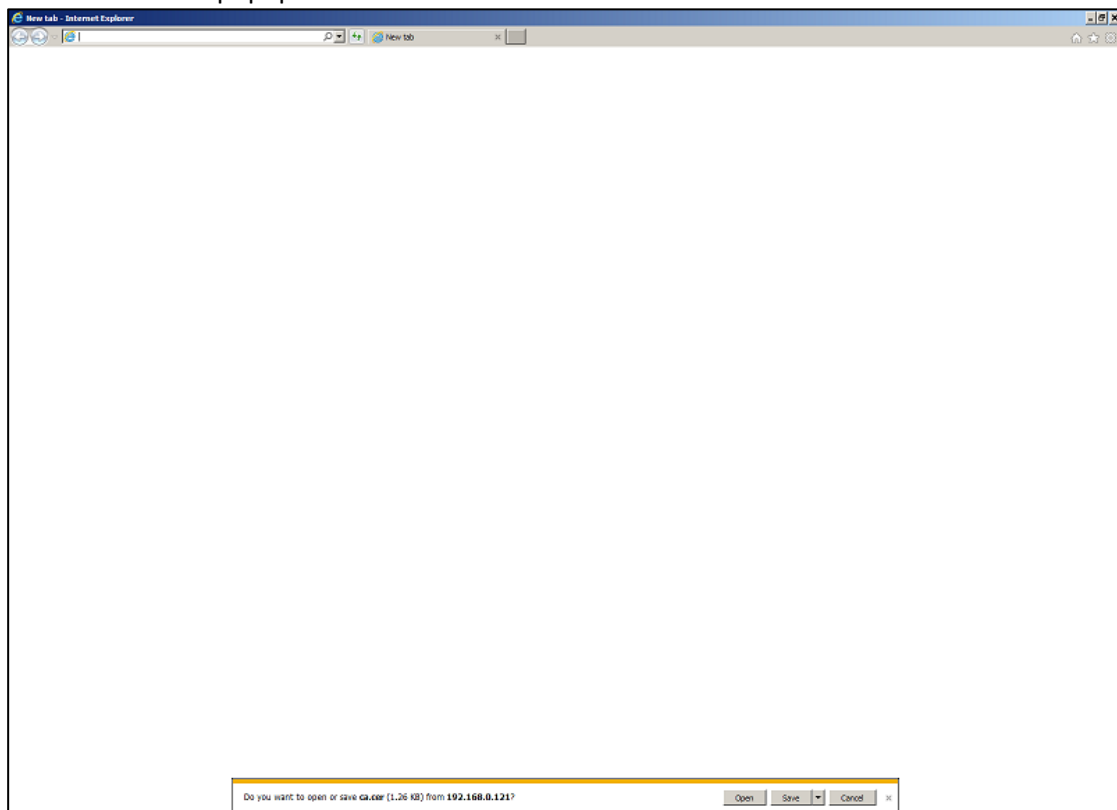 New tab - Internet Explorer
New tab
Do you want to open or save ca.cer (1.26 KB) from 192.168.0.121?
Open Save Cancel